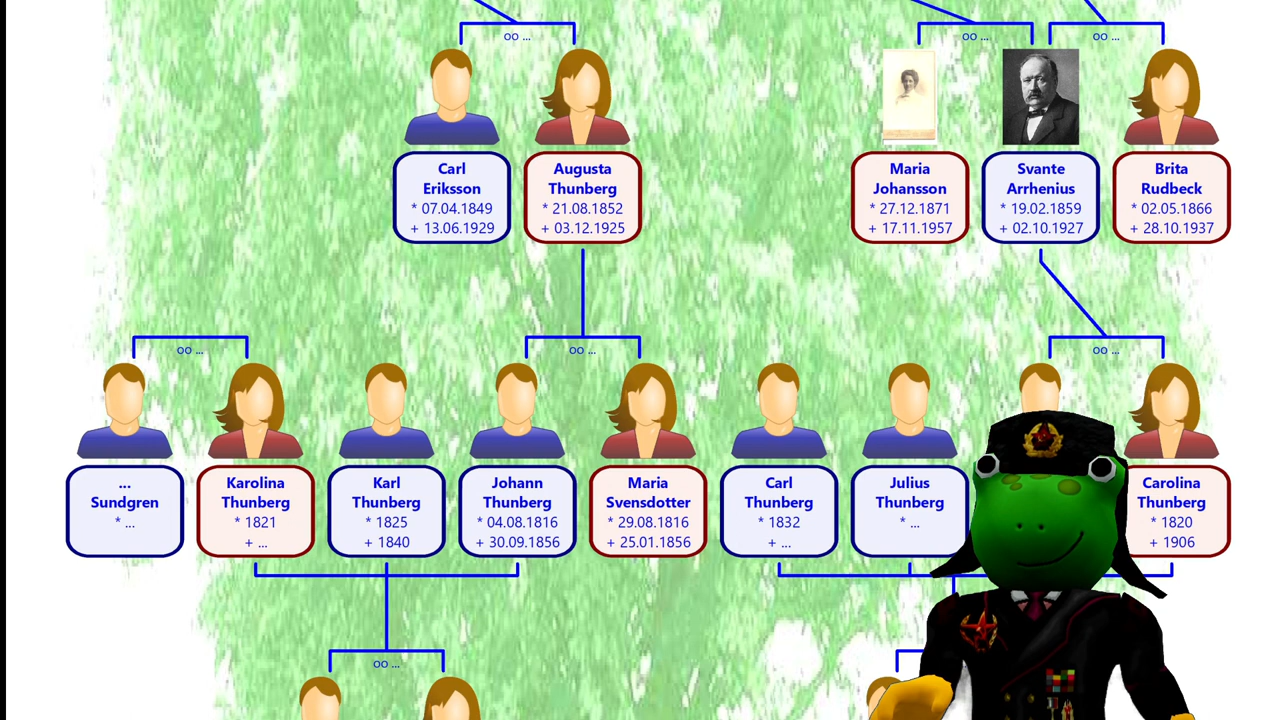 oo ...
oo ...
oo ...
Carl
Eriksson
* 07.04.1849
+ 13.06.1929
Augusta
Thunberg
* 21.08.1852
+ 03.12.1925
Maria
Johansson
* 27.12.1871
+ 17.11.1957
Svante
Arrhenius
* 19.02.1859
+ 02.10.1927
Brita
Rudbeck
* 02.05.1866
+ 28.10.1937
oo ...
oo ...
oo ...
...
Sundgren
* ...
Karolina
Thunberg
* 1821
+ ...
Karl
Thunberg
* 1825
+ 1840
Johann
Thunberg
* 04.08.1816
+ 30.09.1856
Maria
Svensdotter
* 29.08.1816
+ 25.01.1856
Carl
Thunberg
* 1832
+ ...
Julius
Thunberg
* ...
Carolina
Thunberg
* 1820
+ 1906
oo ...